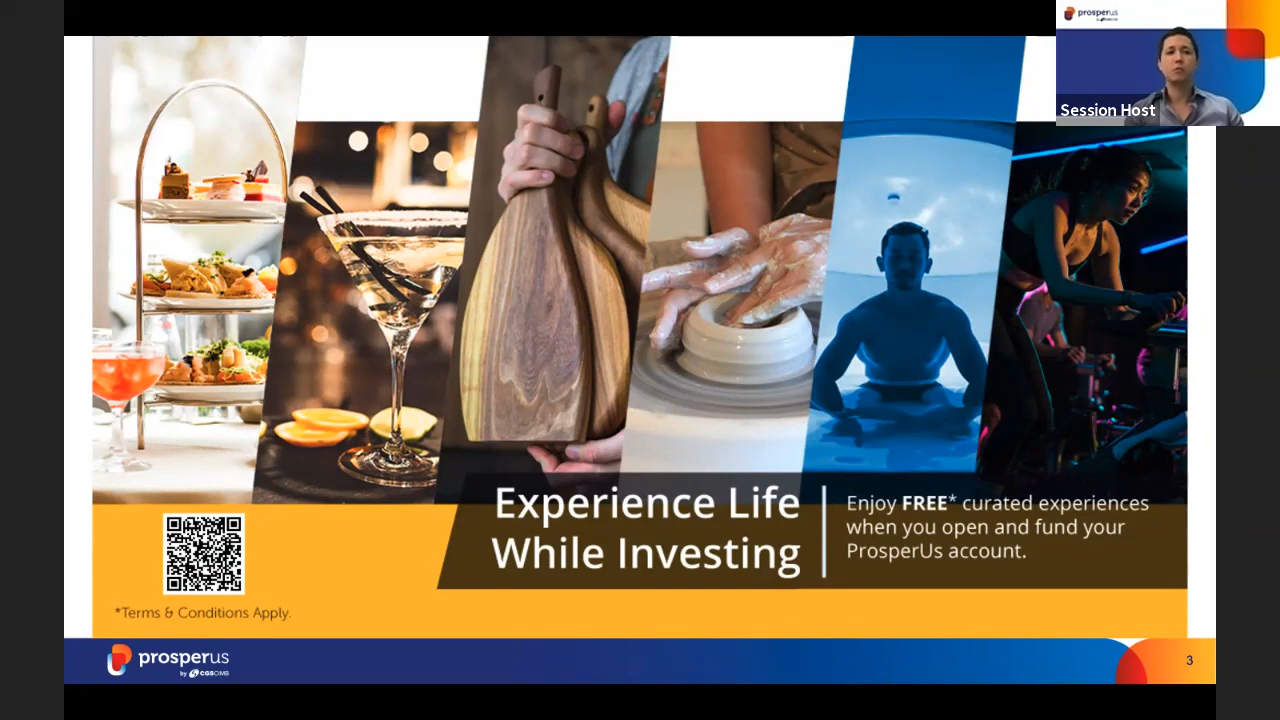 prosperus
Session Host
Experience Life
While Investing
Enjoy FREE* curated experiences
when you open and fund your
ProsperUs account.
*Terms & Conditions Apply.
prosperus
by CGSCIMB
3